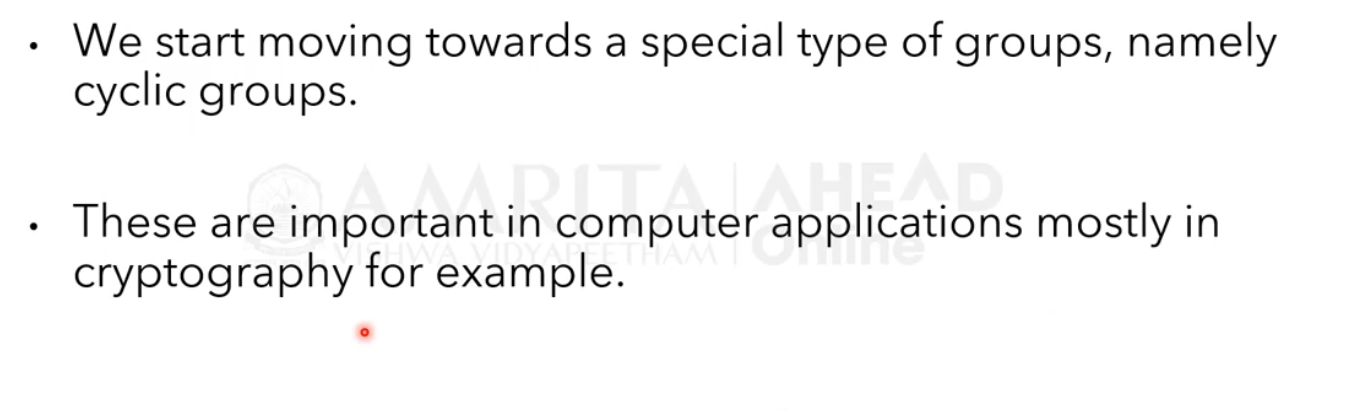 • We start moving towards a special type of groups, namely
cyclic groups.
AMRITA AHEAD
• These are important in computer applications mostly in
VISHWA VIDYAPEETHAM Online
cryptography for example.